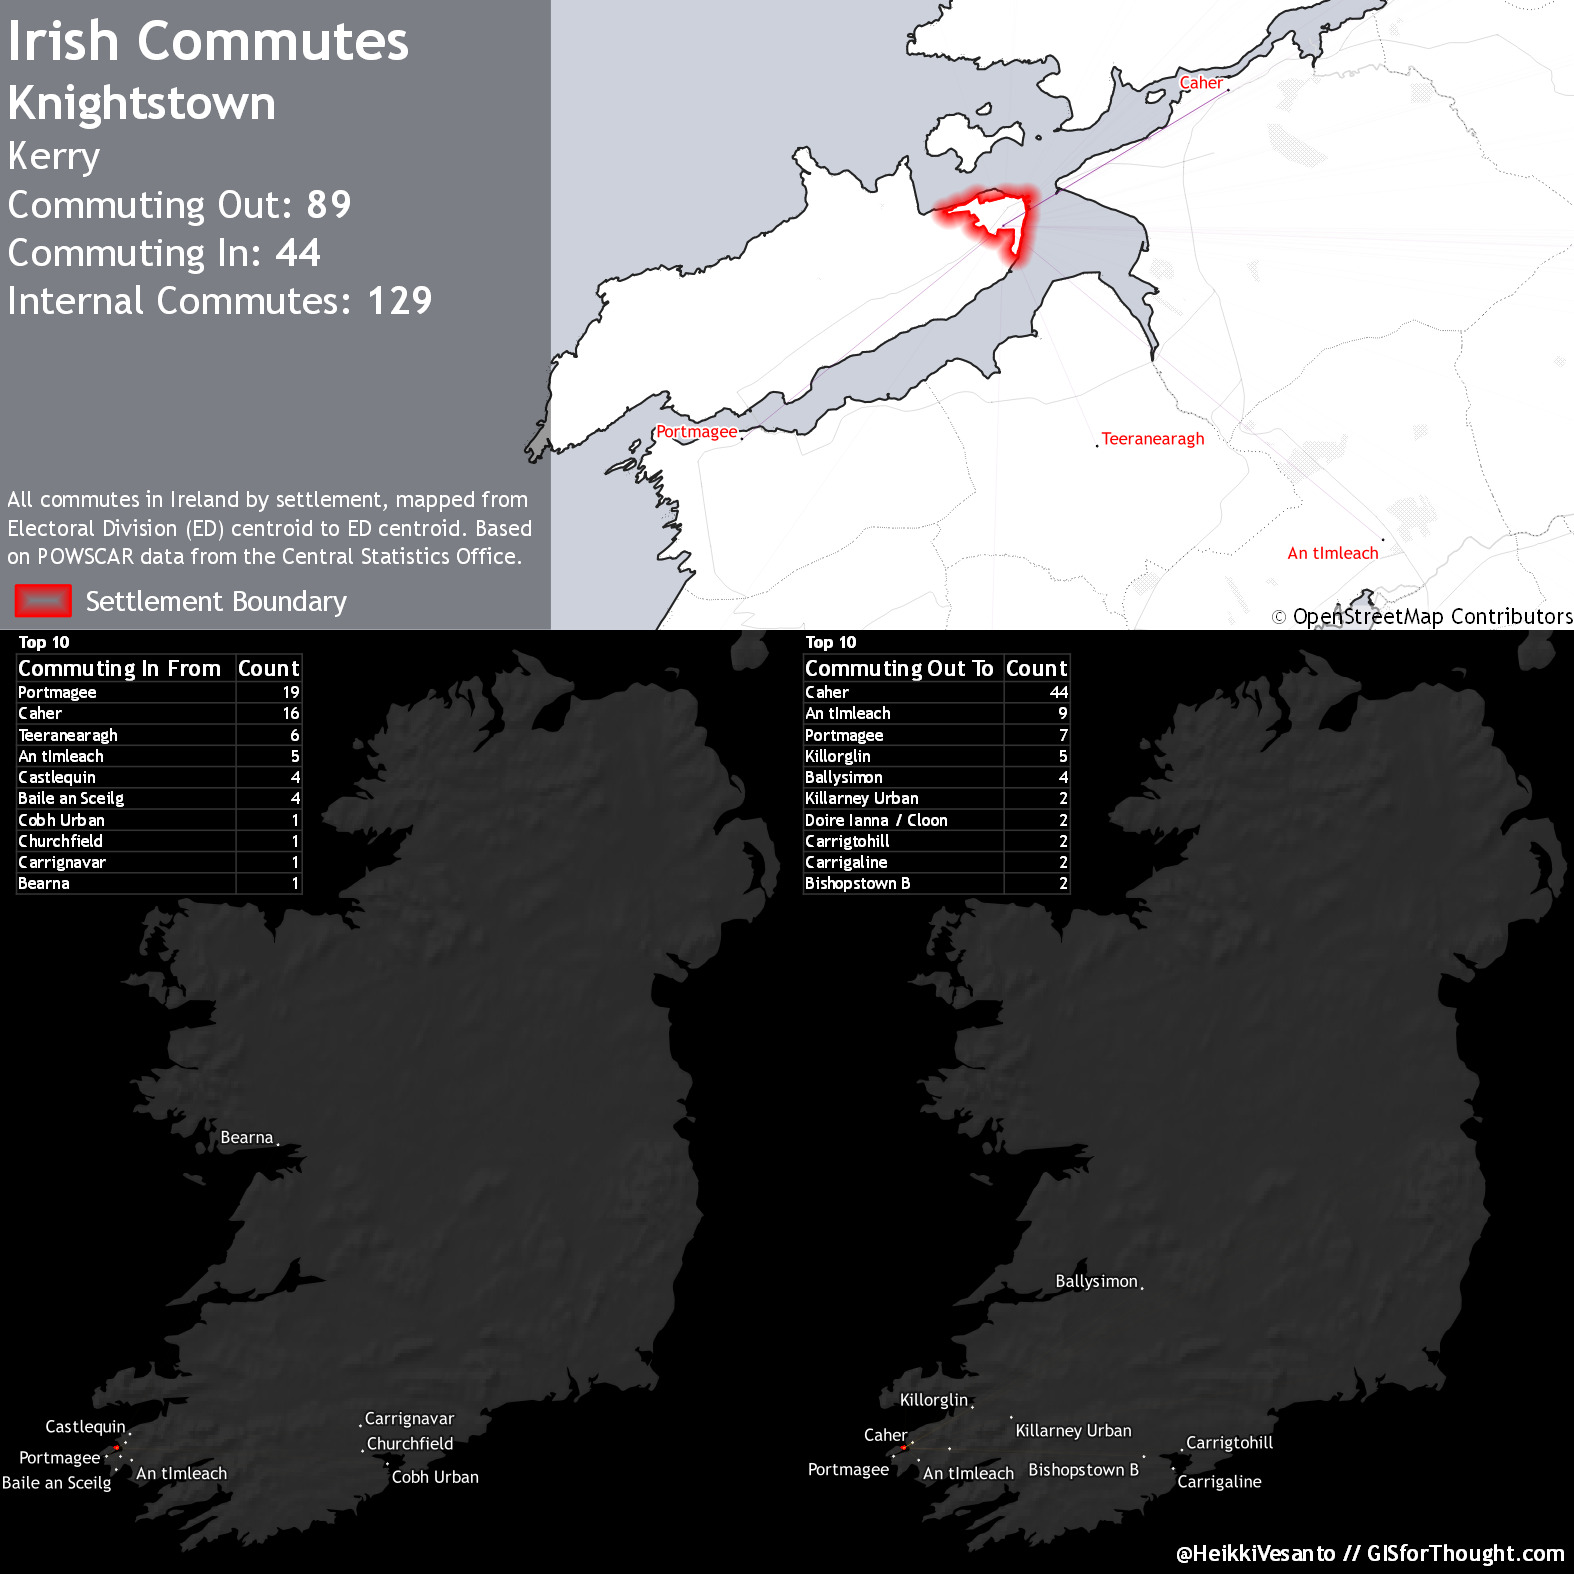 Irish Commutes
Knightstown
Kerry
Commuting Out: 89
Commuting In: 44
Internal Commutes: 129
All commutes in Ireland by settlement, mapped from
Electoral Division (ED) centroid to ED centroid. Based
on POWSCAR data from the Central Statistics Office.
Settlement Boundary
Caher
Portmagee
Teeranearagh
An tImleach
© OpenStreetMap Contributors
Top 10
Commuting In From Count
Portmagee 19
Caher 16
Teeranearagh 6
An tImleach 5
Castlequin 4
Baile an Sceilg 4
Cobh Urban 1
Churchfield 1
Carrignavar 1
Bearna 1
Bearna
Castlequin
Portmagee
Baile an Sceilg
An tImleach
Carrignavar
Churchfield
Cobh Urban
Top 10
Commuting Out To Count
Caher 44
An tImleach 9
Portmagee 7
Killorglin 5
Ballysimon 4
Killarney Urban 2
Doire Ianna / Cloon 2
Carrigtohill 2
Carrigaline 2
Bishopstown B 2
Ballysimon
Killorglin
Killarney Urban
Caher
Portmagee
An tImleach
Bishopstown B
Carrigtohill
Carrigaline
@HeikkiVesanto // GISforThought.com